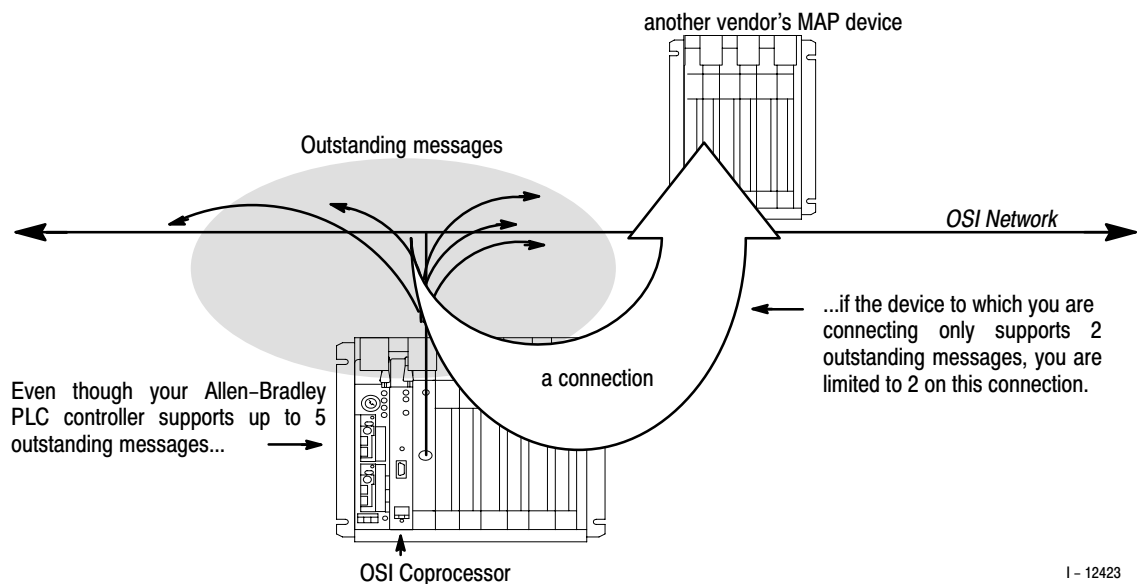 another vendor's MAP device
Outstanding messages
OSI Network
...if the device to which you are
connecting only supports 2
outstanding messages, you are
limited to 2 on this connection.
a connection
Even though your Allen–Bradley
PLC controller supports up to 5
outstanding messages...
OSI Coprocessor
I – 12423